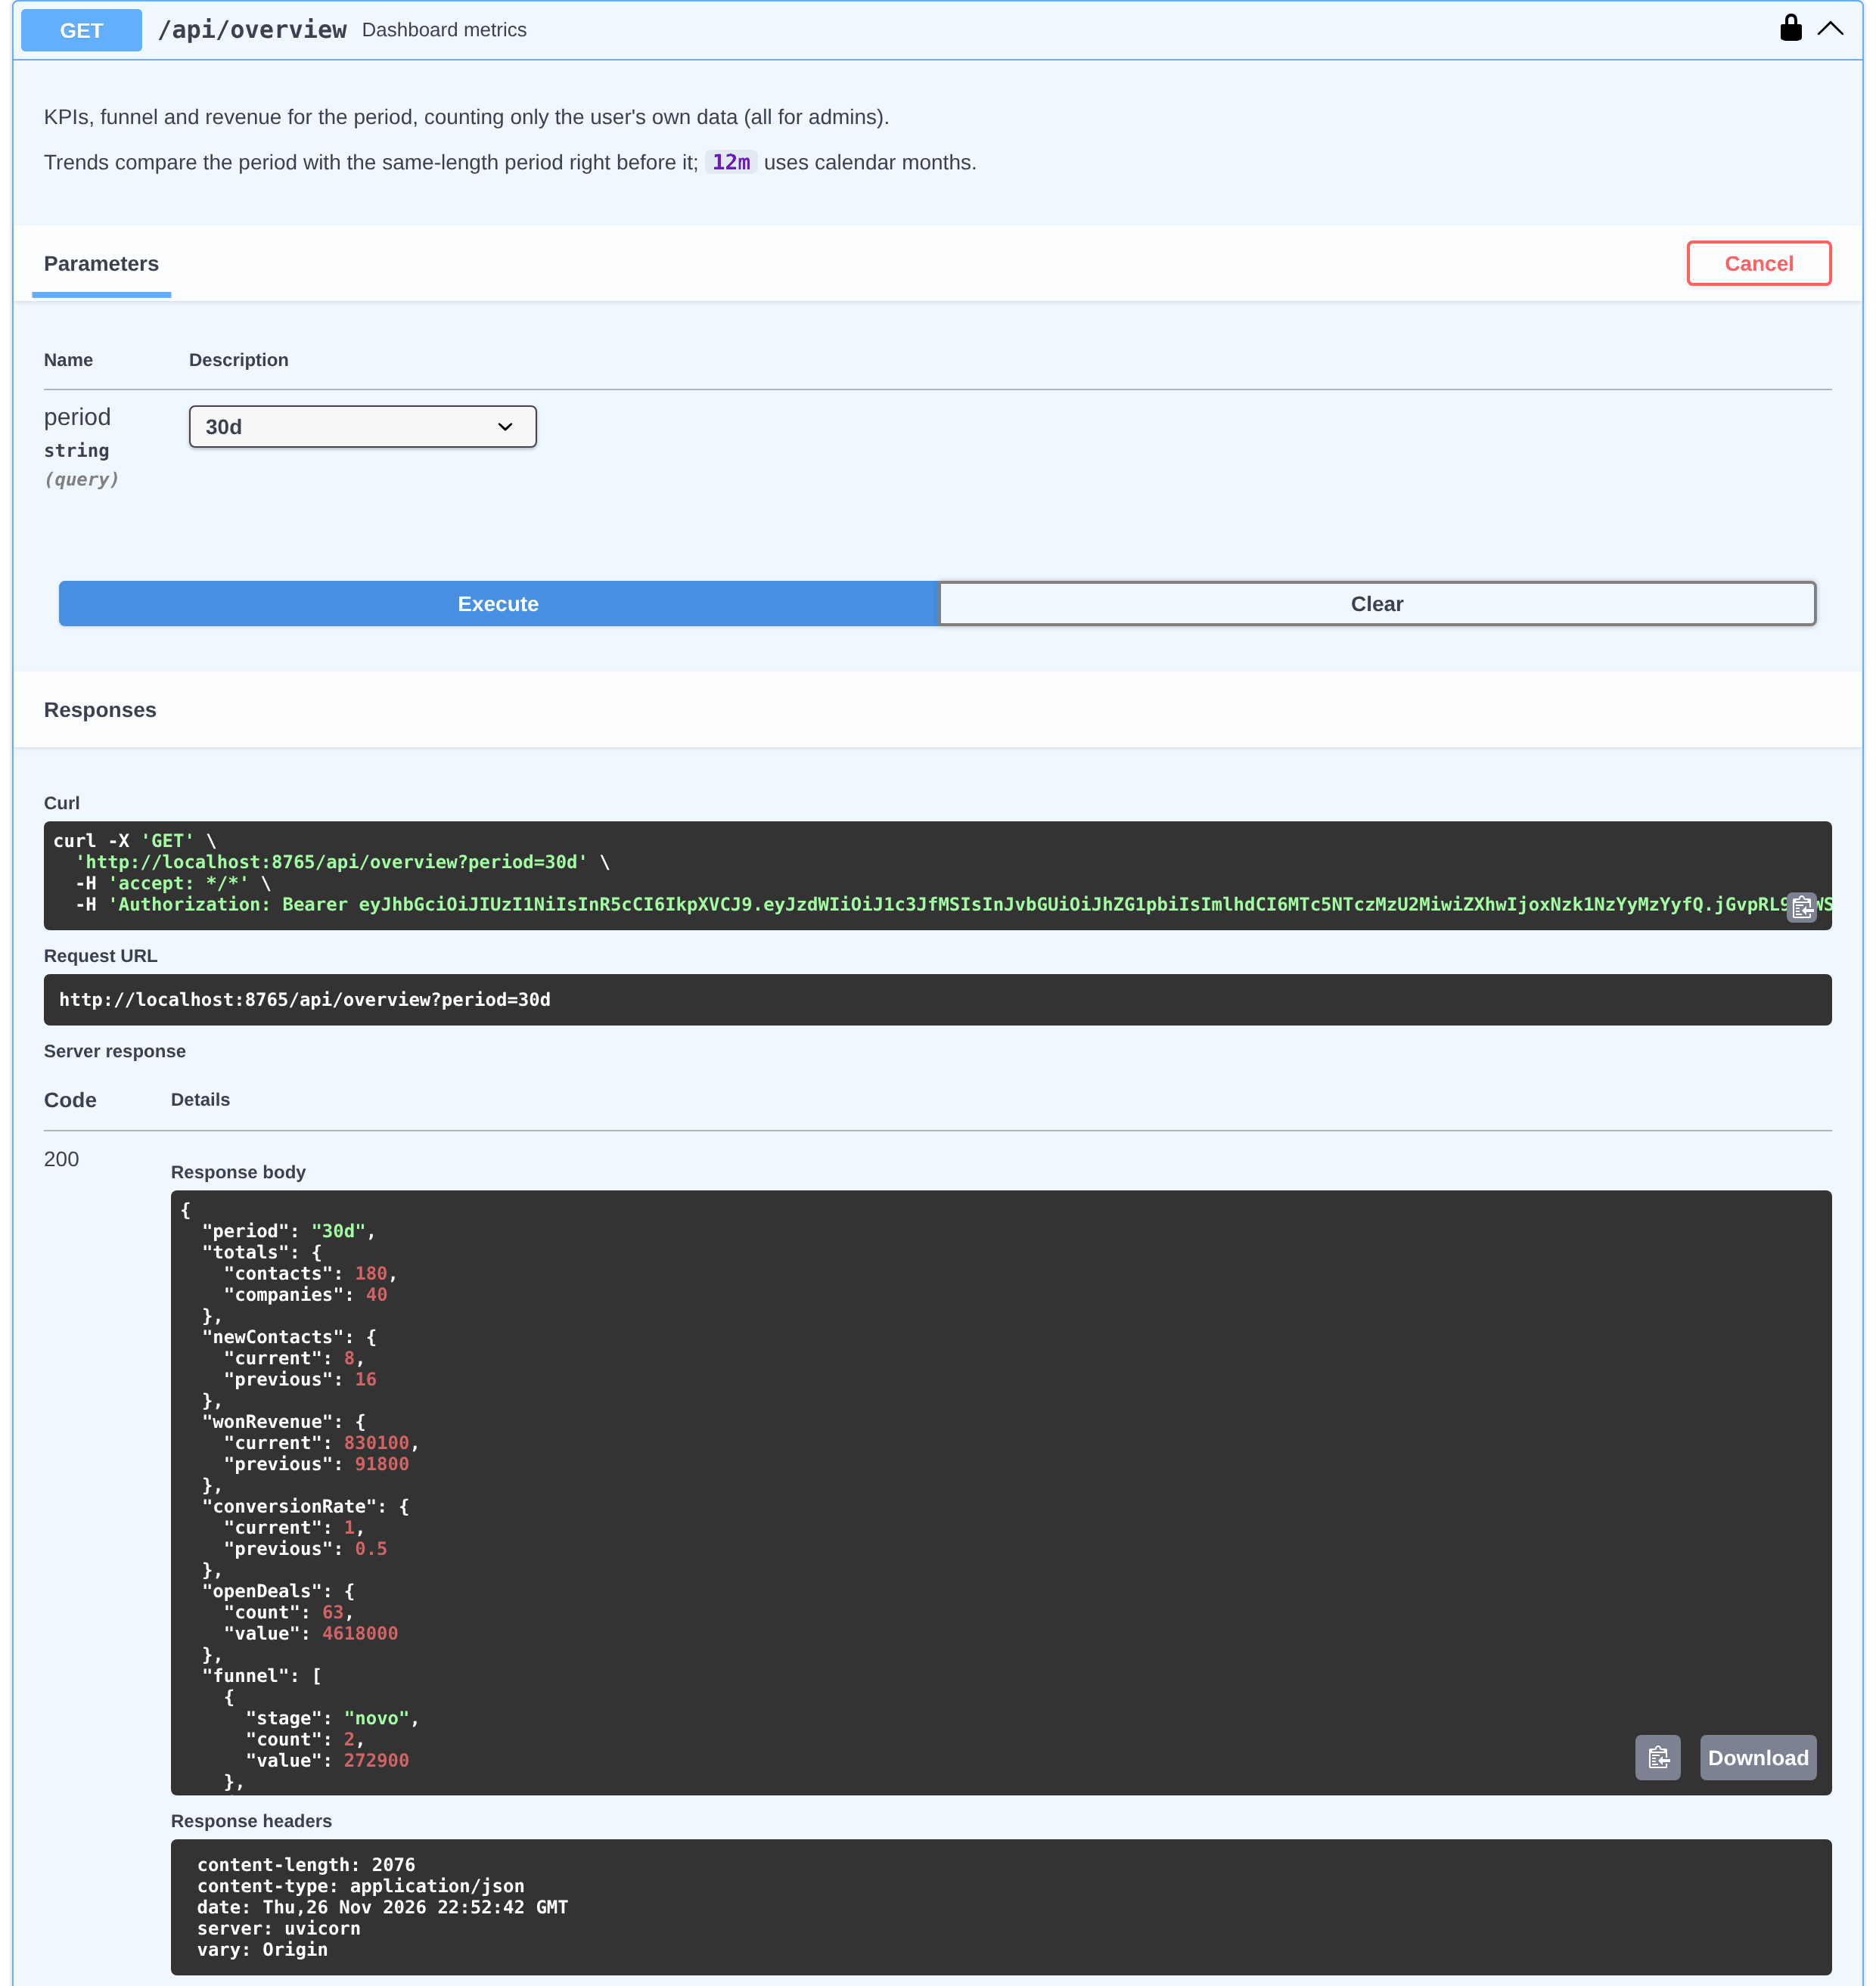 GET /api/overview Dashboard metrics
KPIs, funnel and revenue for the period, counting only the user's own data (all for admins).
Trends compare the period with the same-length period right before it; 12m uses calendar months.
Parameters
Cancel
Name Description
period
string
(query)
30d
Execute Clear
Responses
Curl
curl -X 'GET' \
'http://localhost:8765/api/overview?period=30d' \
-H 'accept: */*' \
-H 'Authorization: Bearer eyJhbGciOiJIUzI1NiIsInR5cCI6IkpXVCJ9.eyJzdWIiOiJ1c3JfMSIsInJvbGUiOiJhZG1pbiIsImlhdCI6MTc5NTczMzU2MiwiZXhwIjoxNzk1NzYyMzYyfQ.jGvpRL9
Request URL
http://localhost:8765/api/overview?period=30d
Server response
Code Details
200
Response body
{
"period": "30d",
"totals": {
"contacts": 180,
"companies": 40
},
"newContacts": {
"current": 8,
"previous": 16
},
"wonRevenue": {
"current": 830100,
"previous": 91800
},
"conversionRate": {
"current": 1,
"previous": 0.5
},
"openDeals": {
"count": 63,
"value": 4618000
},
"funnel": [
{
"stage": "novo",
"count": 2,
"value": 272900
},
Download
Response headers
content-length: 2076
content-type: application/json
date: Thu,26 Nov 2026 22:52:42 GMT
server: uvicorn
vary: Origin